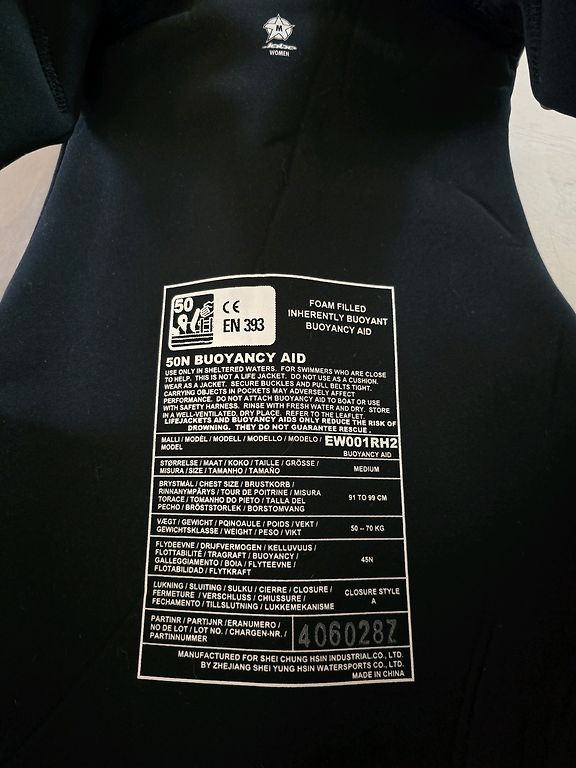 M
Jobe
WOMEN
50
CE
EN 393
FOAM FILLED
INHERENTLY BUOYANT
BUOYANCY AID
50N BUOYANCY AID
USE ONLY IN SHELTERED WATERS. FOR SWIMMERS WHO ARE CLOSE
TO HELP. THIS IS NOT A LIFE JACKET. DO NOT USE AS A CUSHION.
WEAR AS A JACKET. SECURE BUCKLES AND PULL BELTS TIGHT.
CARRYING OBJECTS IN POCKETS MAY ADVERSELY AFFECT
PERFORMANCE. DO NOT ATTACH BUOYANCY AID TO BOAT OR USE
WITH SAFETY HARNESS. RINSE WITH FRESH WATER AND DRY. STORE
IN A WELL-VENTILATED, DRY PLACE. REFER TO THE LEAFLET.
LIFEJACKETS AND BUOYANCY AIDS ONLY REDUCE THE RISK OF
DROWNING. THEY DO NOT GUARANTEE RESCUE.
MALLI / MODÈL / MODELL / MODELLO / MODELO /
MODEL
EW001RH2
BUOYANCY AID
STØRRELSE / MAAT / KOKO / TAILLE / GRÖSSE /
MISURA / SIZE / TAMANHO / TAMAÑO
MEDIUM
BRYSTMÅL / CHEST SIZE / BRUSTKORB /
RINNANYMPÄRYS / TOUR DE POITRINE / MISURA
TORACE / TOMANHO DO PIETO / TALLA DEL
PECHO / BRÖSTSTORLEK / BORSTOMVANG
91 TO 99 CM
VÆGT / GEWICHT / PQINOAULE / POIDS / VEKT /
GEWICHTSKLASSE / WEIGHT / PESO / VIKT
50 – 70 KG
FLYDEEVNE / DRIJFVERMOGEN / KELLUVUUS /
FLOTTABILITÉ / TRAGRAFT / BUOYANCY /
GALLEGGIAMENTO / BOIA / FLYTEEVNE /
FLOTABILIDAD / FLYTKRAFT
45N
LUKNING / SLUITING / SULKU / CIERRE / CLOSURE /
FERMETURE / VERSCHLUSS / CHIUSSURE /
FECHAMENTO / TILLSLUTNING / LUKKEMEKANISME
CLOSURE STYLE
A
PARTINR / PARTIJNR / ERANUMERO /
NO DE LOT / LOT NO. / CHARGEN-NR. /
PARTINNUMMER
406028Z
MANUFACTURED FOR SHEI CHUNG HSIN INDUSTRIAL CO., LTD.
BY ZHEJIANG SHEI YUNG HSIN WATERSPORTS CO., LTD.
MADE IN CHINA